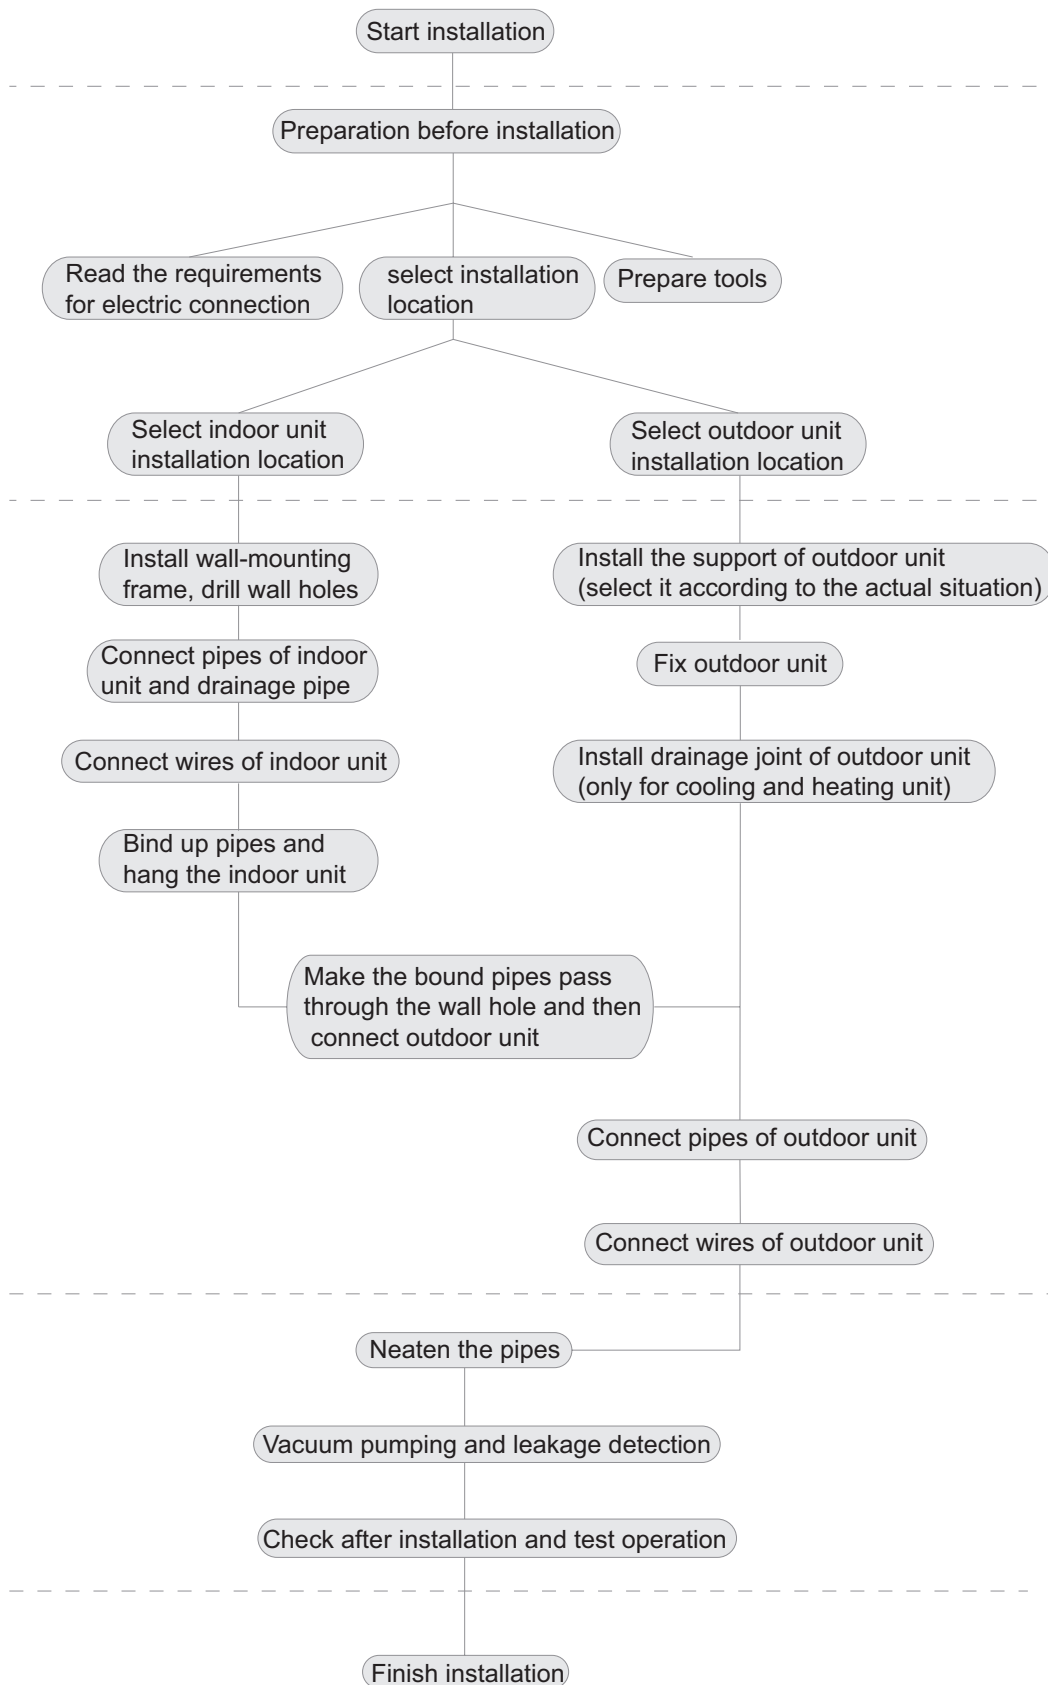 Start installation
Preparation before installation
Read the requirements
for electric connection
select installation
location
Prepare tools
Select indoor unit
installation location
Select outdoor unit
installation location
Install wall-mounting
frame, drill wall holes
Connect pipes of indoor
unit and drainage pipe
Connect wires of indoor unit
Bind up pipes and
hang the indoor unit
Install the support of outdoor unit
(select it according to the actual situation)
Fix outdoor unit
Install drainage joint of outdoor unit
(only for cooling and heating unit)
Make the bound pipes pass
through the wall hole and then
connect outdoor unit
Connect pipes of outdoor unit
Connect wires of outdoor unit
Neaten the pipes
Vacuum pumping and leakage detection
Check after installation and test operation
Finish installation